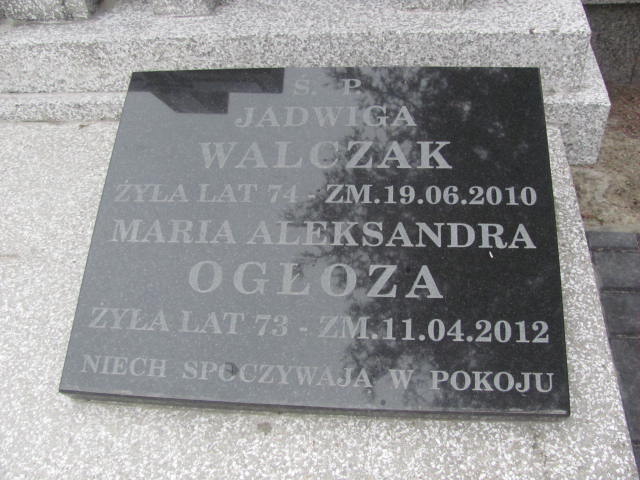 Ś. P.
JADWIGA
WALCZAK
ŻYŁA LAT 74 - ZM.19.06.2010
MARIA ALEKSANDRA
OGŁOZA
ŻYŁA LAT 73 - ZM.11.04.2012
NIECH SPOCZYWAJĄ W POKOJU